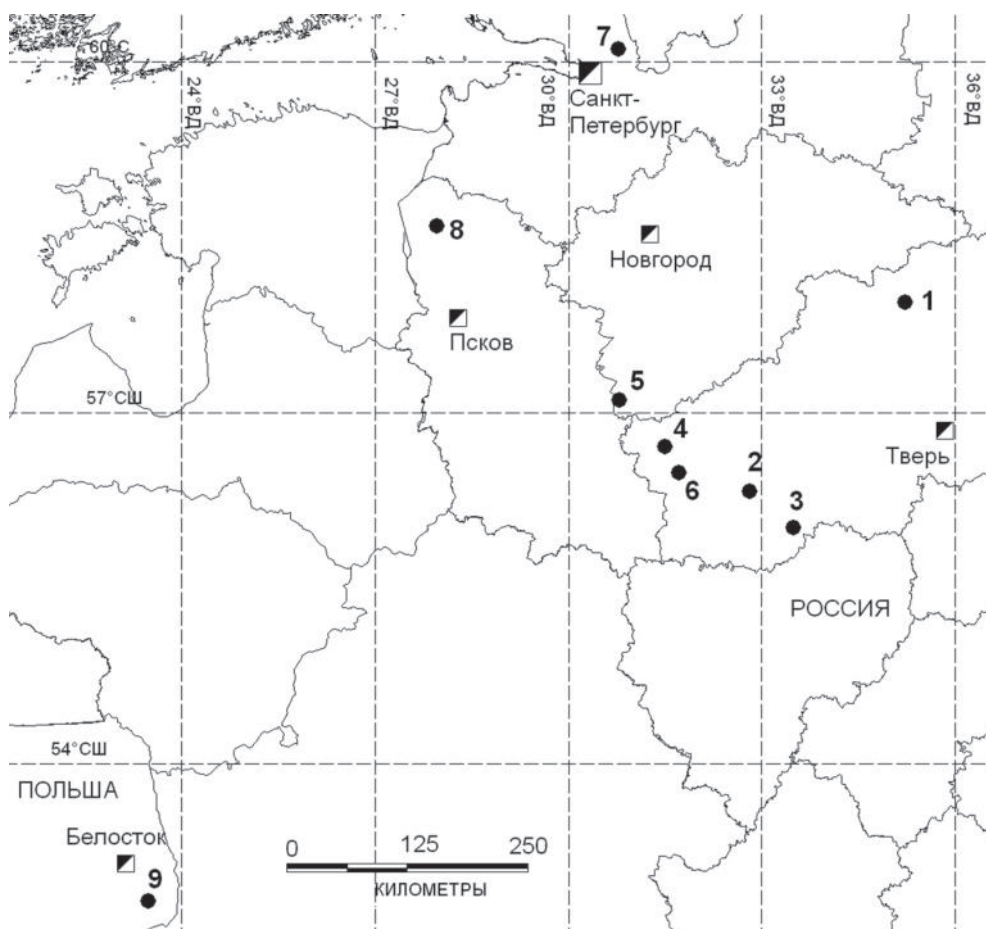 7
60°С
24°ВД
27°ВД
30°ВД
33°ВД
36°ВД
Санкт-
Петербург
8
Новгород
1
Псков
5
57°СШ
4
Тверь
2
6
3
РОССИЯ
54°СШ
ПОЛЬША
Белосток
9
0 125 250
КИЛОМЕТРЫ